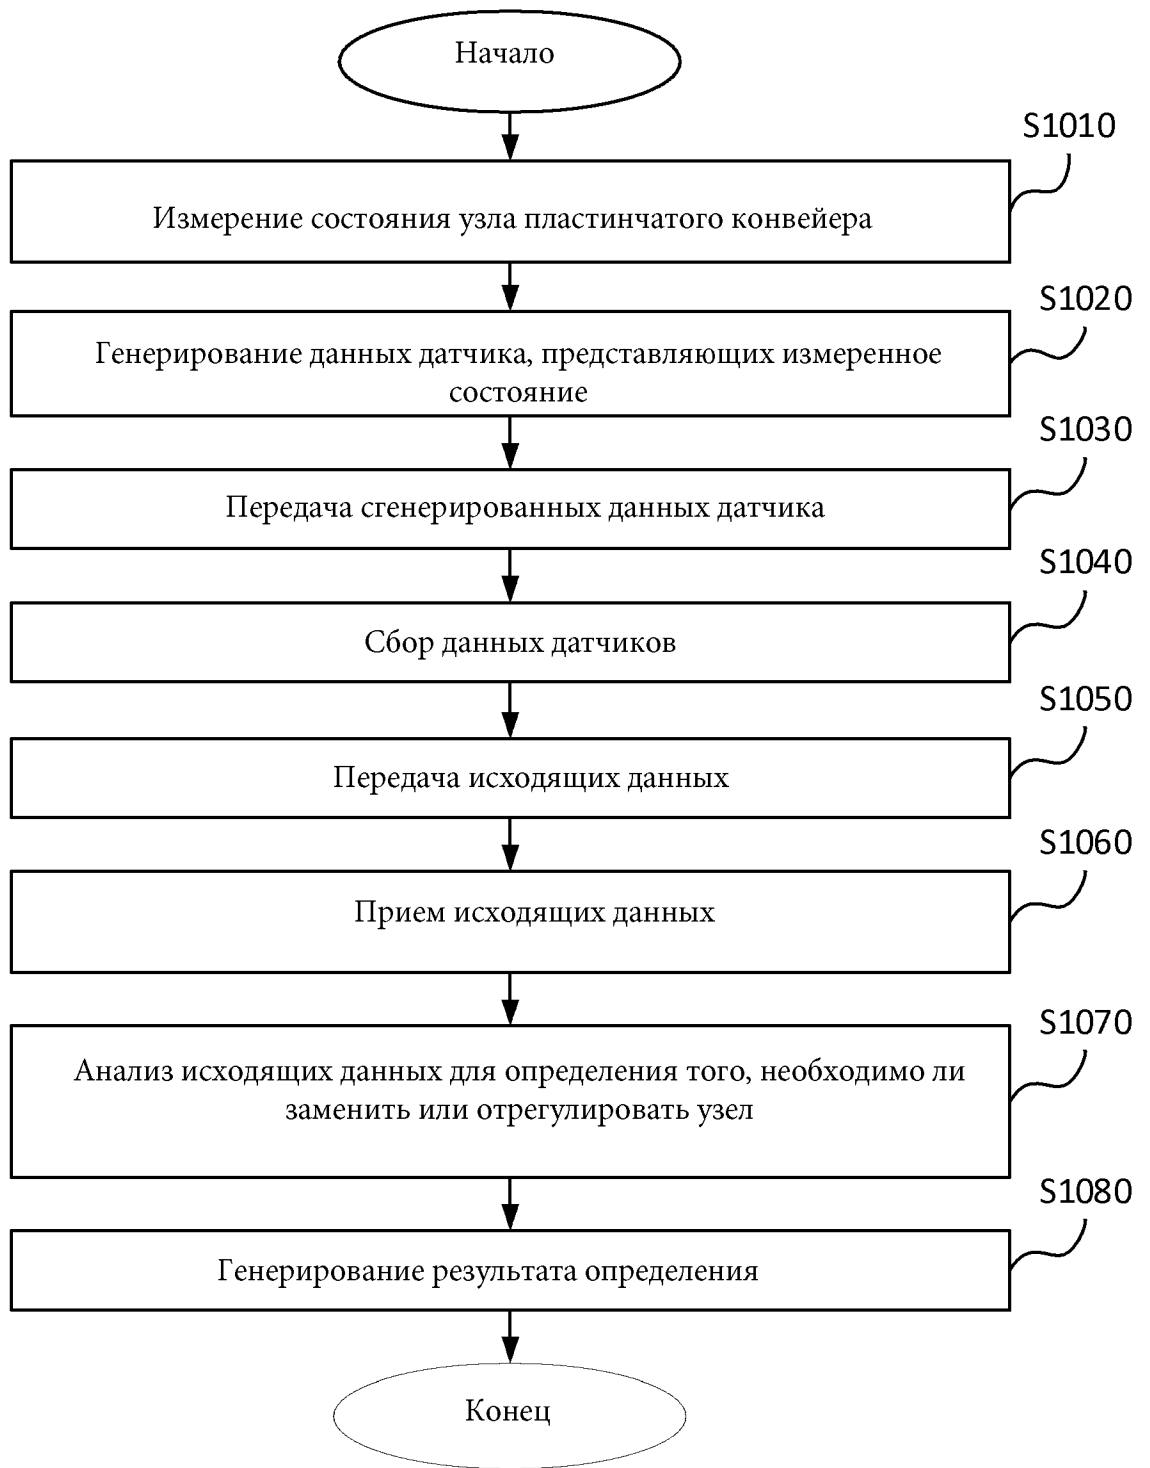 Начало
S1010
Измерение состояния узла пластинчатого конвейера
S1020
Генерирование данных датчика, представляющих измеренное
состояние
S1030
Передача сгенерированных данных датчика
S1040
Сбор данных датчиков
S1050
Передача исходящих данных
S1060
Прием исходящих данных
S1070
Анализ исходящих данных для определения того, необходимо ли
заменить или отрегулировать узел
S1080
Генерирование результата определения
Конец